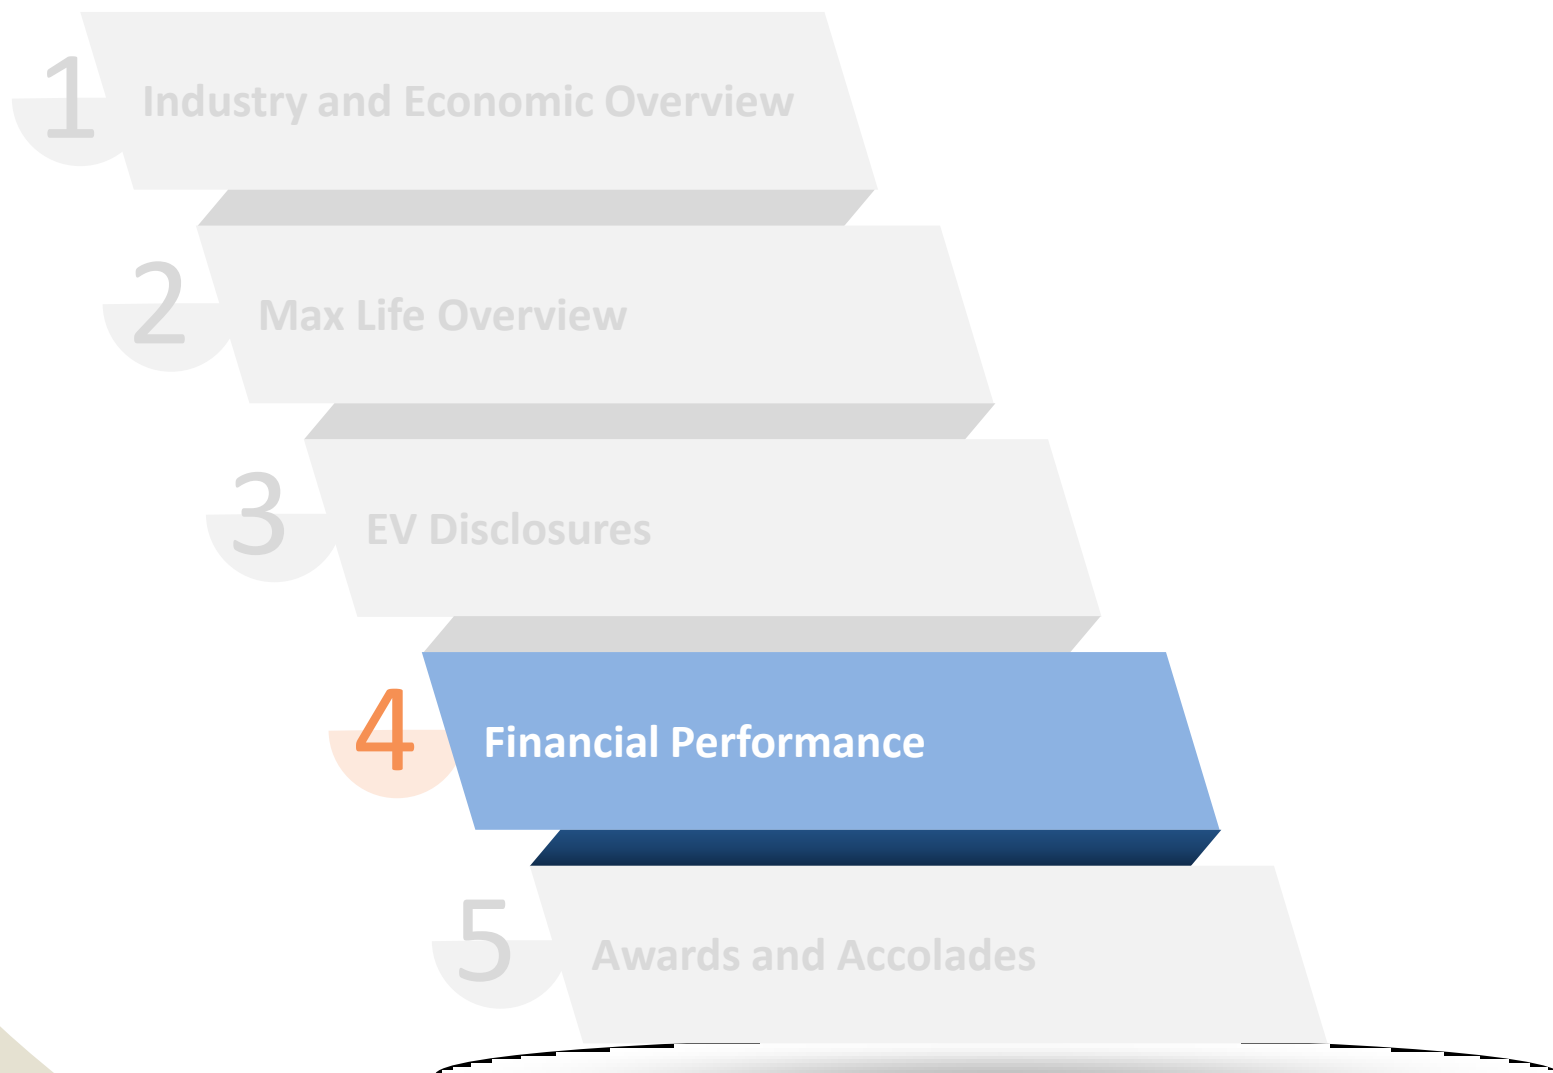 1 Industry and Economic Overview
2 Max Life Overview
3 EV Disclosures
4 Financial Performance
5 Awards and Accolades